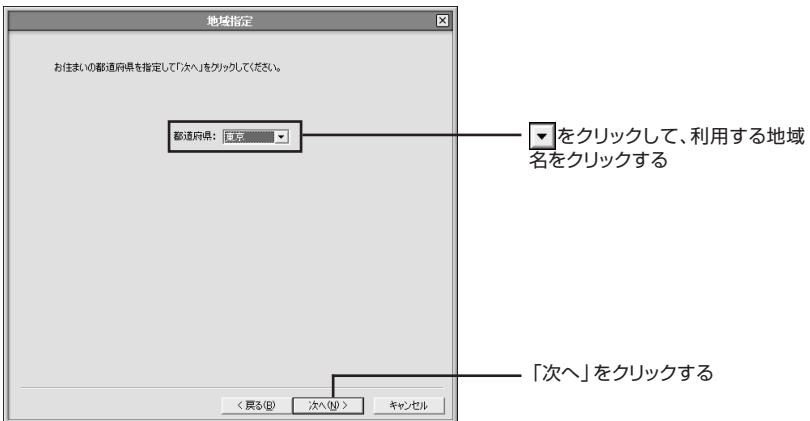 地域指定
お住まいの都道府県を指定して「次へ」をクリックしてください。
都道府県: 東京
をクリックして、利用する地域
名をクリックする
「次へ」をクリックする
< 戻る(B) 次へ(N) > キャンセル